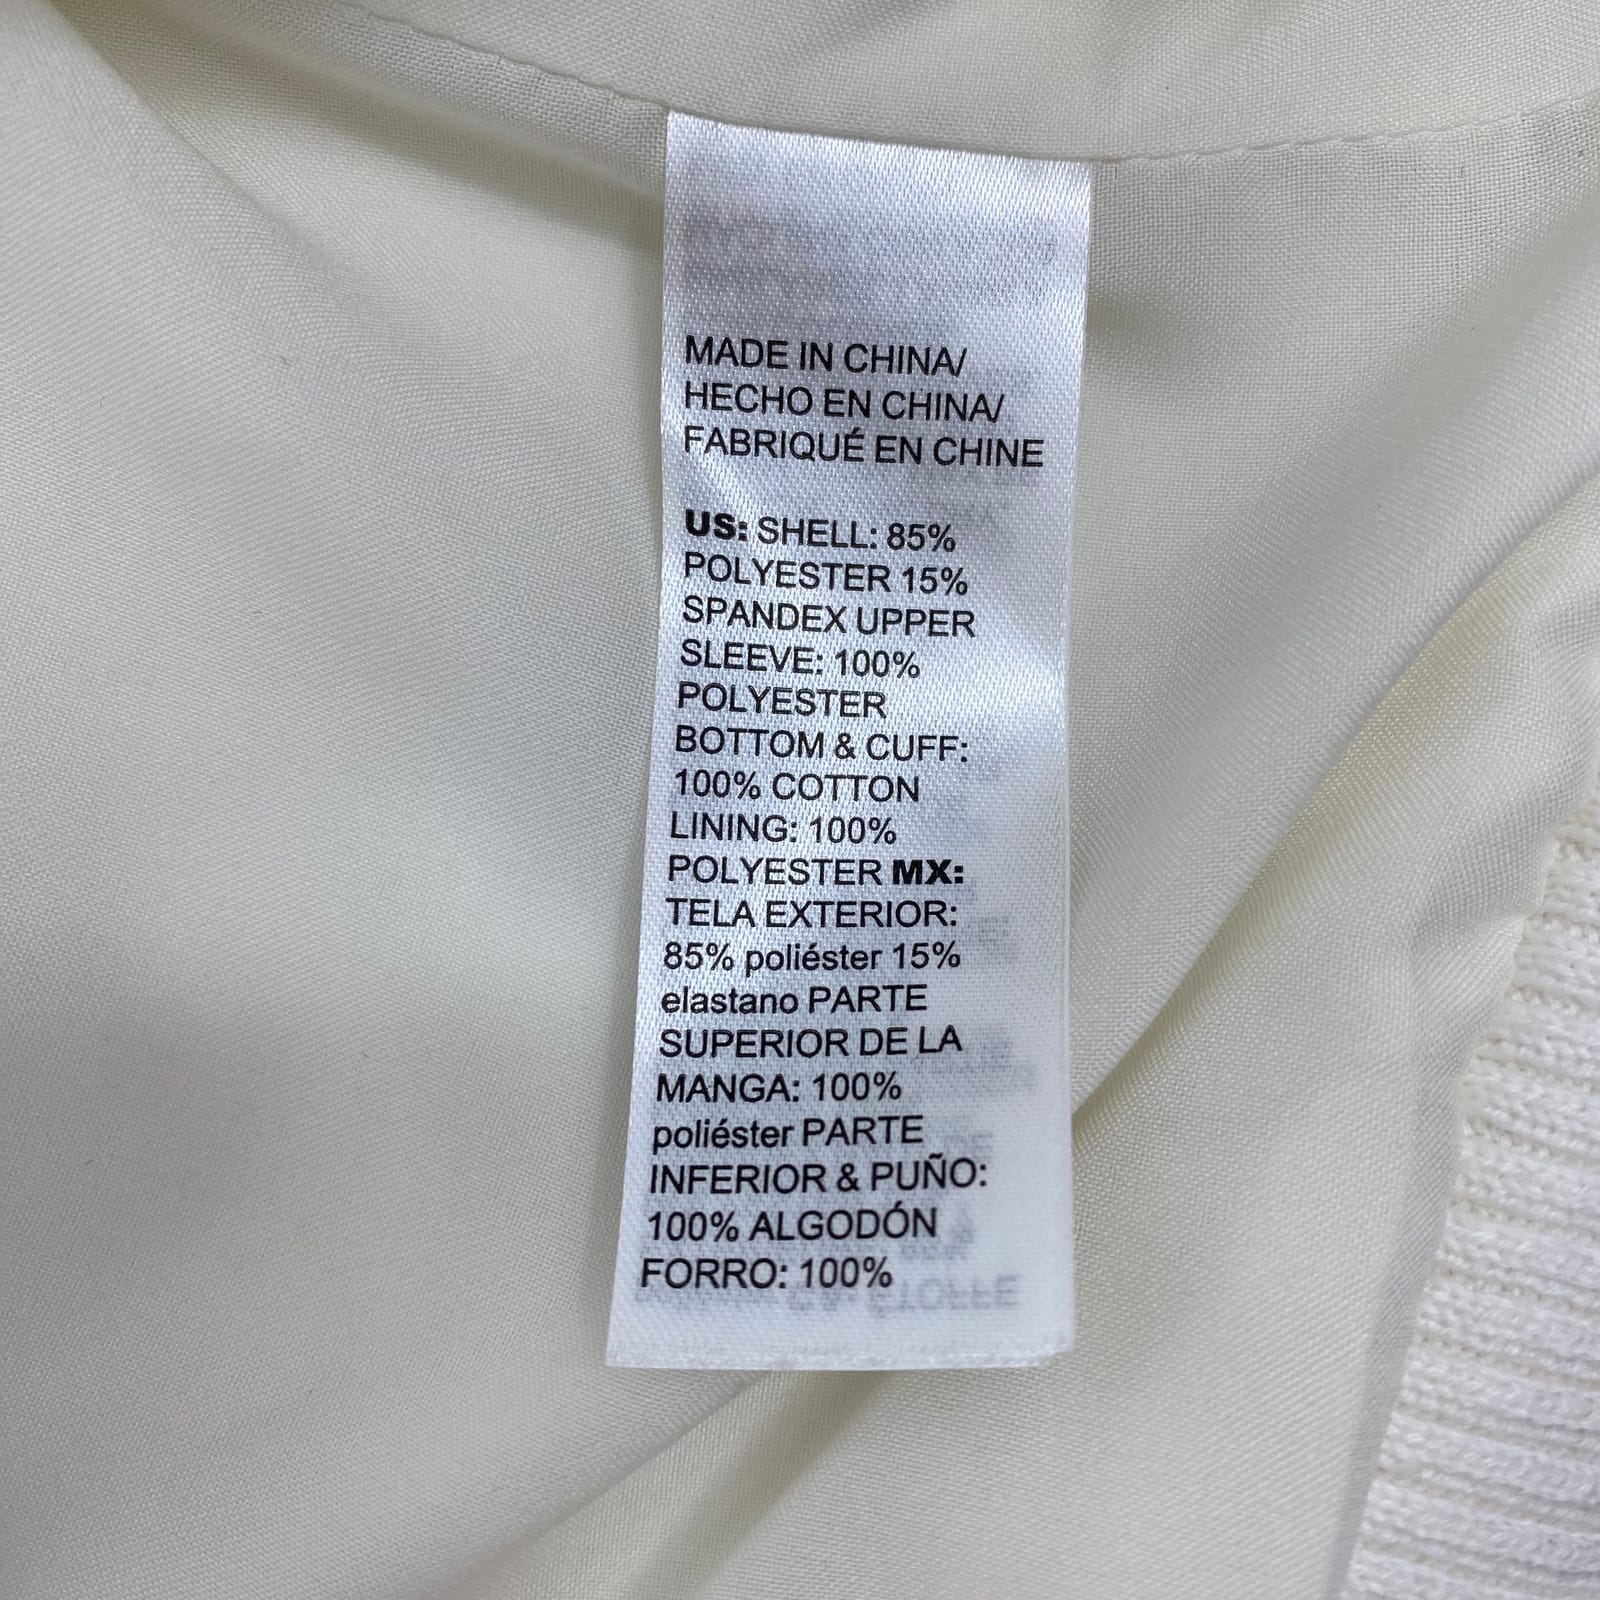 MADE IN CHINA/
HECHO EN CHINA/
FABRIQUÉ EN CHINE
US: SHELL: 85%
POLYESTER 15%
SPANDEX UPPER
SLEEVE: 100%
POLYESTER
BOTTOM & CUFF:
100% COTTON
LINING: 100%
POLYESTER MX:
TELA EXTERIOR:
85% poliéster 15%
elastano PARTE
SUPERIOR DE LA
MANGA: 100%
poliéster PARTE
INFERIOR & PUÑO:
100% ALGODÓN
FORRO: 100%